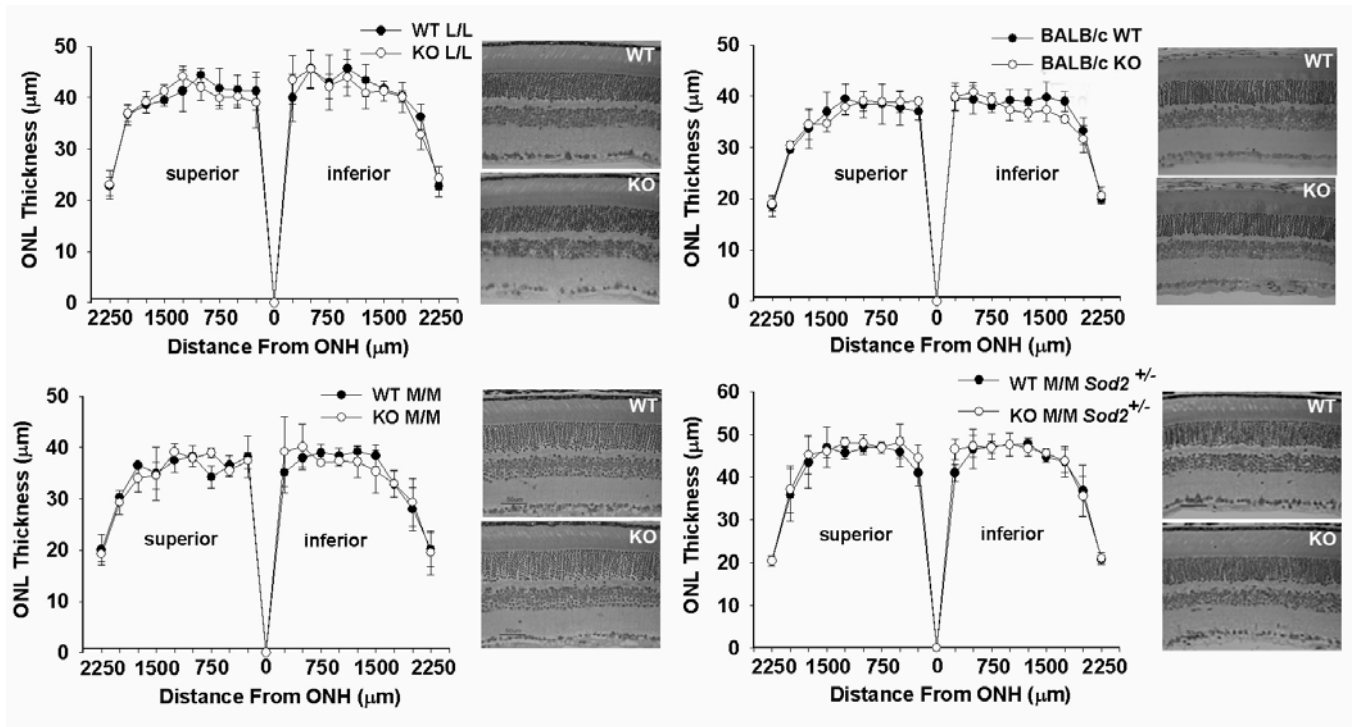 WT L/L
KO L/L
ONL Thickness (μm)
50
40
30
20
10
0
superior
inferior
2250 1500 750 0 750 1500 2250
Distance From ONH (μm)
WT
KO
BALB/c WT
BALB/c KO
ONL Thickness (μm)
50
40
30
20
10
0
superior
inferior
2250 1500 750 0 750 1500 2250
Distance From ONH (μm)
WT
KO
WT M/M
KO M/M
ONL Thickness (μm)
50
40
30
20
10
0
superior
inferior
2250 1500 750 0 750 1500 2250
Distance From ONH (μm)
WT
50μm
KO
50μm
WT M/M Sod2 +/-
KO M/M Sod2 +/-
ONL Thickness (μm)
60
50
40
30
20
10
0
superior
inferior
2250 1500 750 0 750 1500 2250
Distance From ONH (μm)
WT
KO